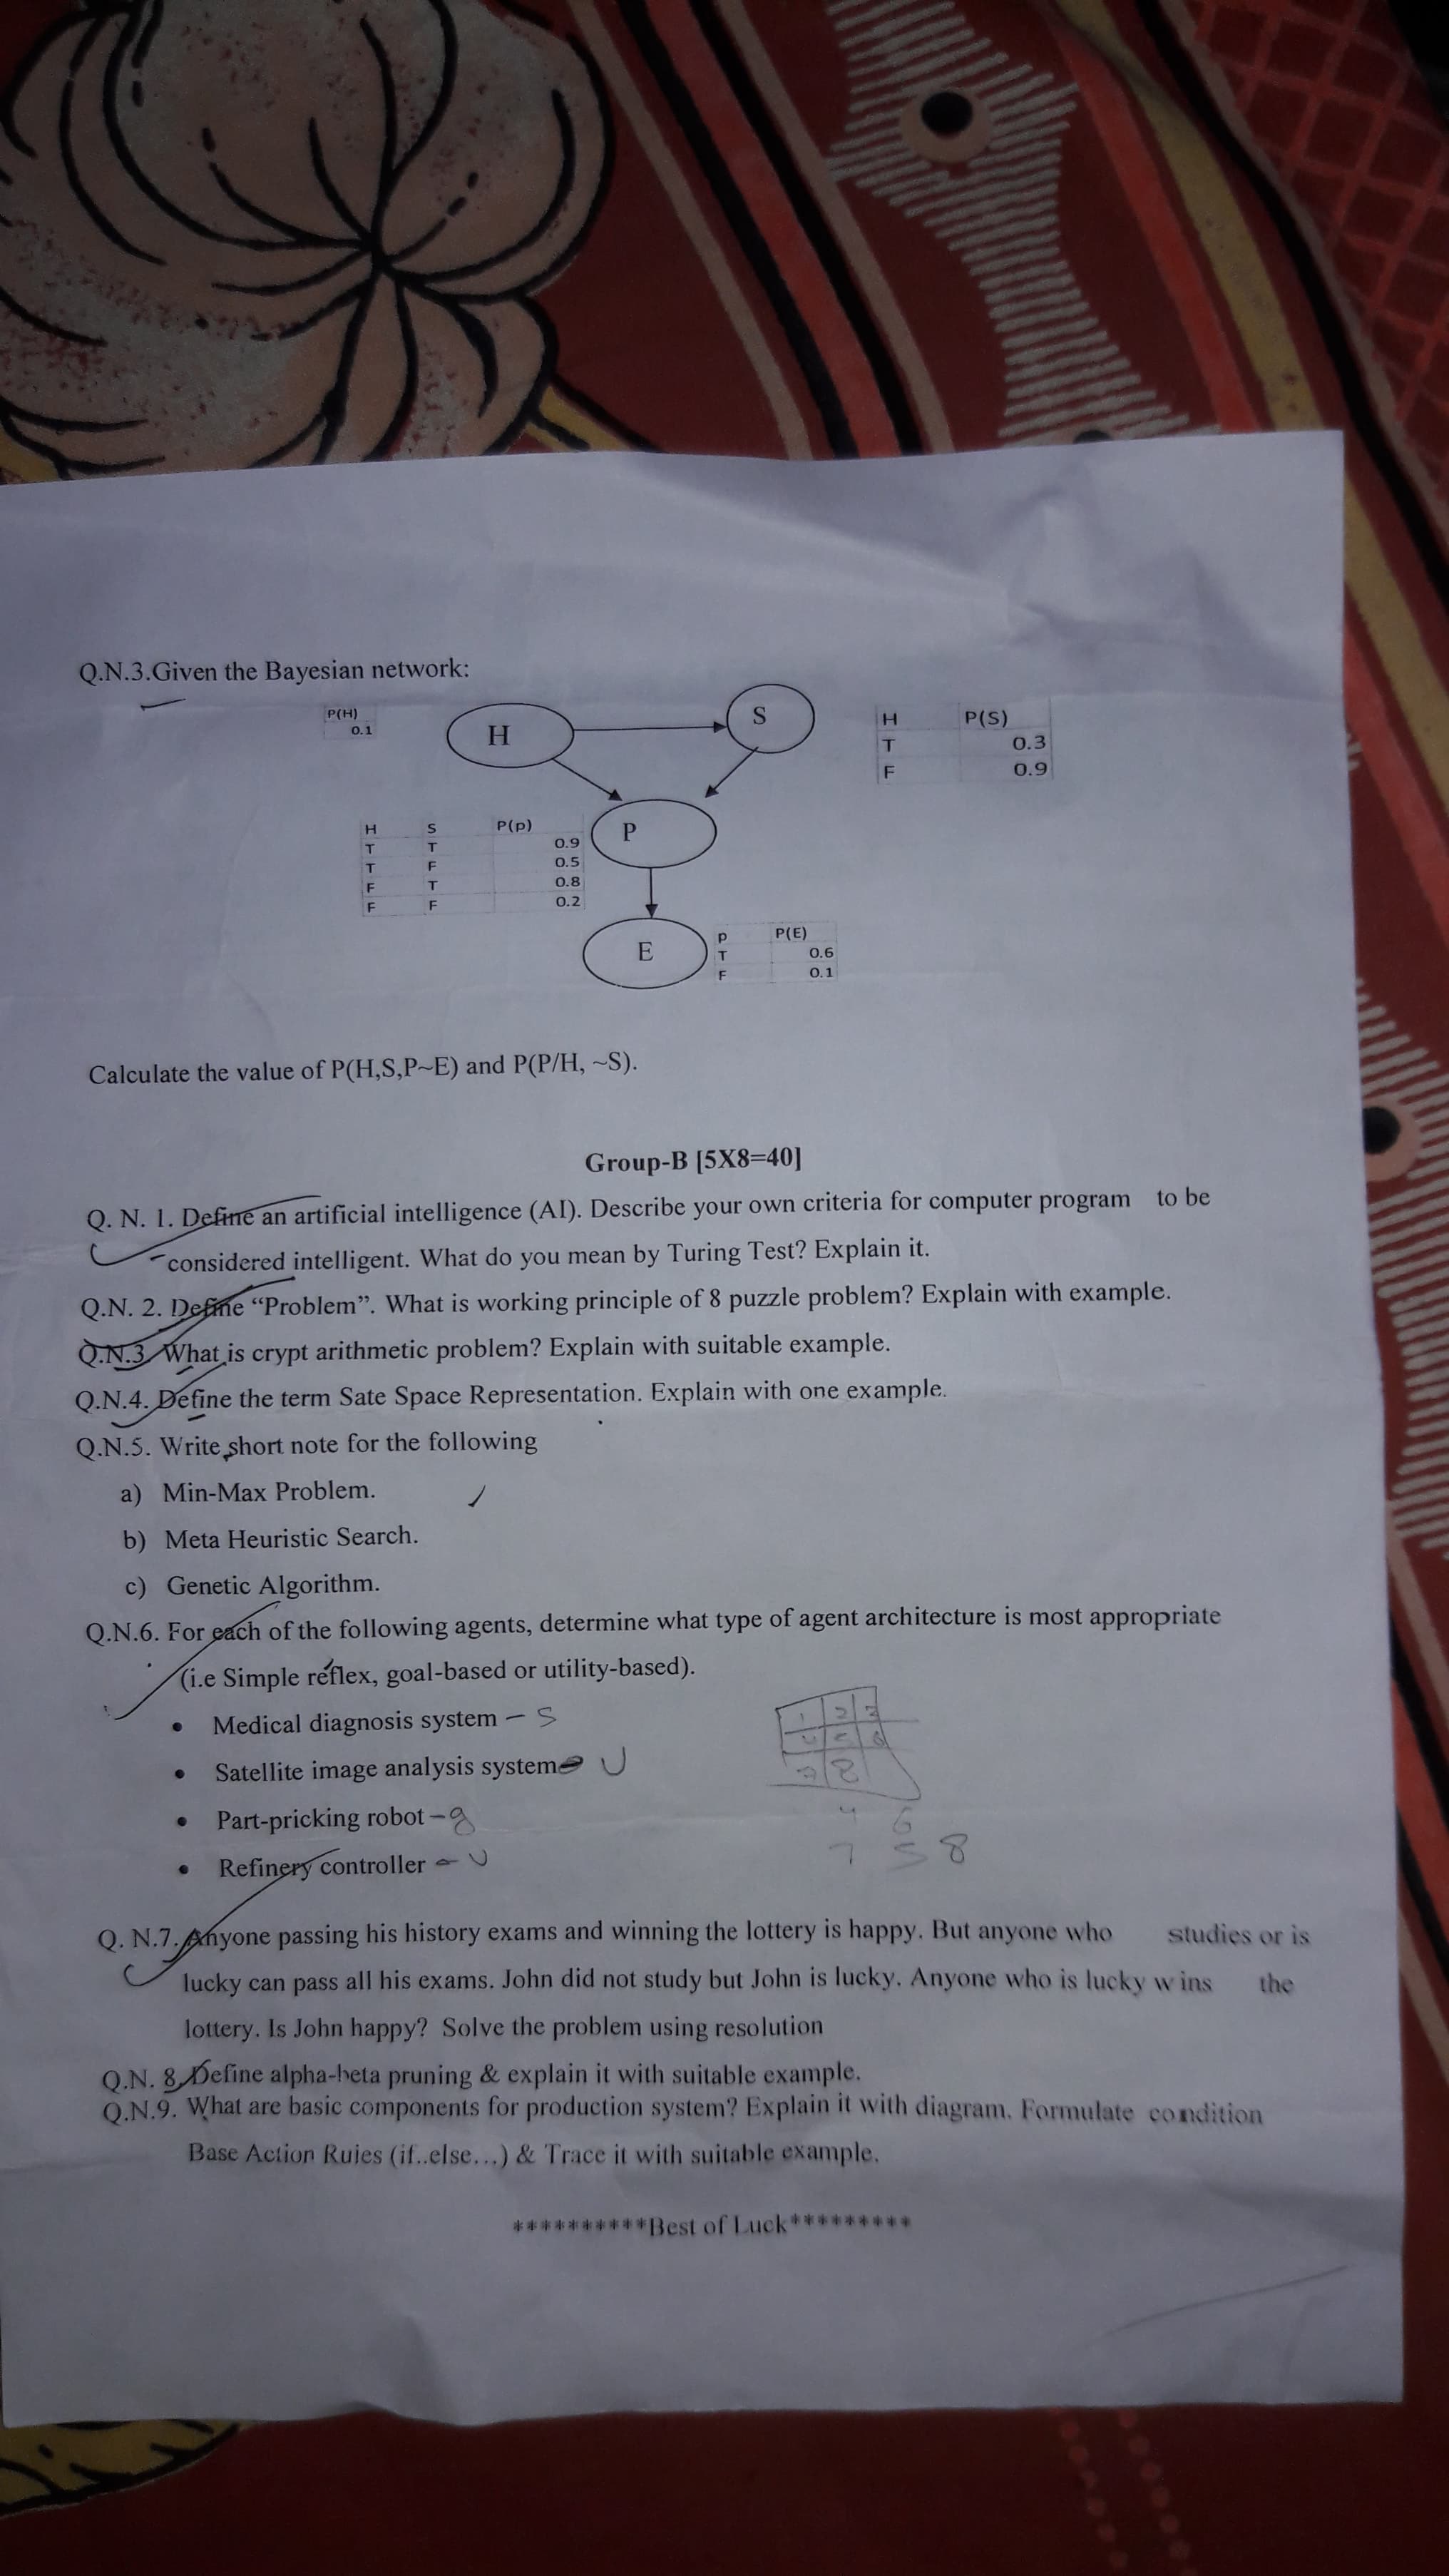 Q.N.3.Given the Bayesian network:
P(H)
0.1
H
S
H P(S)
T 0.3
F 0.9
H S P(p)
T T 0.9
T F 0.5
F T 0.8
F F 0.2
P
E
p P(E)
T 0.6
F 0.1
Calculate the value of P(H,S,P~E) and P(P/H, ~S).
Group-B [5X8=40]
Q. N. 1. Define an artificial intelligence (AI). Describe your own criteria for computer program to be
considered intelligent. What do you mean by Turing Test? Explain it.
Q.N. 2. Define “Problem”. What is working principle of 8 puzzle problem? Explain with example.
Q.N.3. What is crypt arithmetic problem? Explain with suitable example.
Q.N.4. Define the term Sate Space Representation. Explain with one example.
Q.N.5. Write short note for the following
a) Min-Max Problem.
b) Meta Heuristic Search.
c) Genetic Algorithm.
Q.N.6. For each of the following agents, determine what type of agent architecture is most appropriate
(i.e Simple reflex, goal-based or utility-based).
• Medical diagnosis system – S
• Satellite image analysis system U
• Part-pricking robot – g
• Refinery controller – U
1 2 3
4 5 6
7 8
4 6
7 5 8
Q. N.7. Anyone passing his history exams and winning the lottery is happy. But anyone who studies or is
lucky can pass all his exams. John did not study but John is lucky. Anyone who is lucky w ins the
lottery. Is John happy? Solve the problem using resolution
Q.N. 8. Define alpha-beta pruning & explain it with suitable example.
Q.N.9. What are basic components for production system? Explain it with diagram. Formulate condition
Base Action Rules (if..else...) & Trace it with suitable example.
**********Best of Luck*********